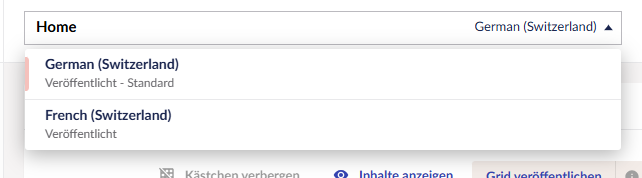 Home German (Switzerland)
German (Switzerland)
Veröffentlicht - Standard
French (Switzerland)
Veröffentlicht
Kästchen verbergen Inhalte anzeigen Grid veröffentlichen